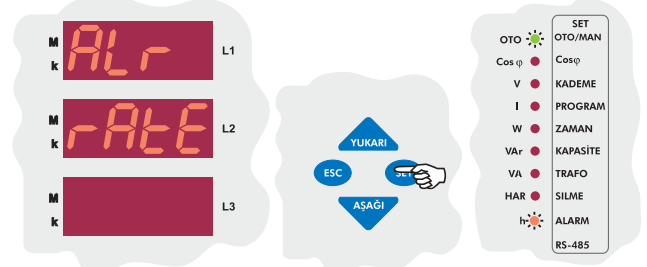 M
ALr
L1
k
M
rAtE
L2
k
M
L3
k
YUKARI
ESC
SET
AŞAĞI
SET
OTO OTO/MAN
Cos φ Cosφ
V KADEME
I PROGRAM
W ZAMAN
VAr KAPASİTE
VA TRAFO
HAR SILME
h- ALARM
RS-485